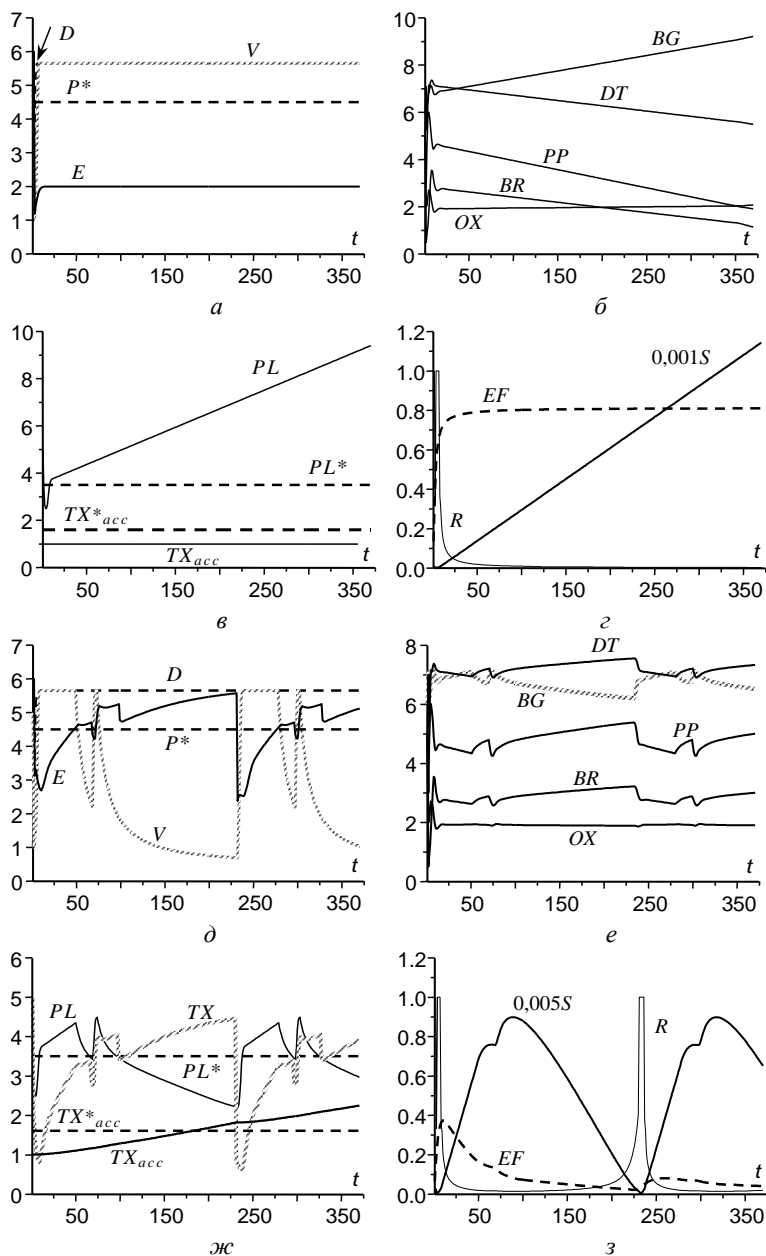 7
6
5
4
3
2
1
0
D
V
P*
E
t
50
150
250
350
а
10
8
6
4
2
0
BG
DT
PP
BR
OX
t
50
150
250
350
б
10
8
6
4
2
0
PL
PL*
TX*acc
TXacc
t
50
150
250
350
в
1.2
1.0
0.8
0.6
0.4
0.2
0.0
0,001S
EF
R
t
50
150
250
350
г
7
6
5
4
3
2
1
0
D
P*
E
V
t
50
150
250
350
д
8
6
4
2
0
DT
BG
PP
BR
OX
t
50
150
250
350
е
6
5
4
3
2
1
0
PL
TX
PL*
TX*acc
TXacc
t
50
150
250
350
ж
1.2
1.0
0.8
0.6
0.4
0.2
0.0
0,005S
R
EF
t
50
150
250
350
з